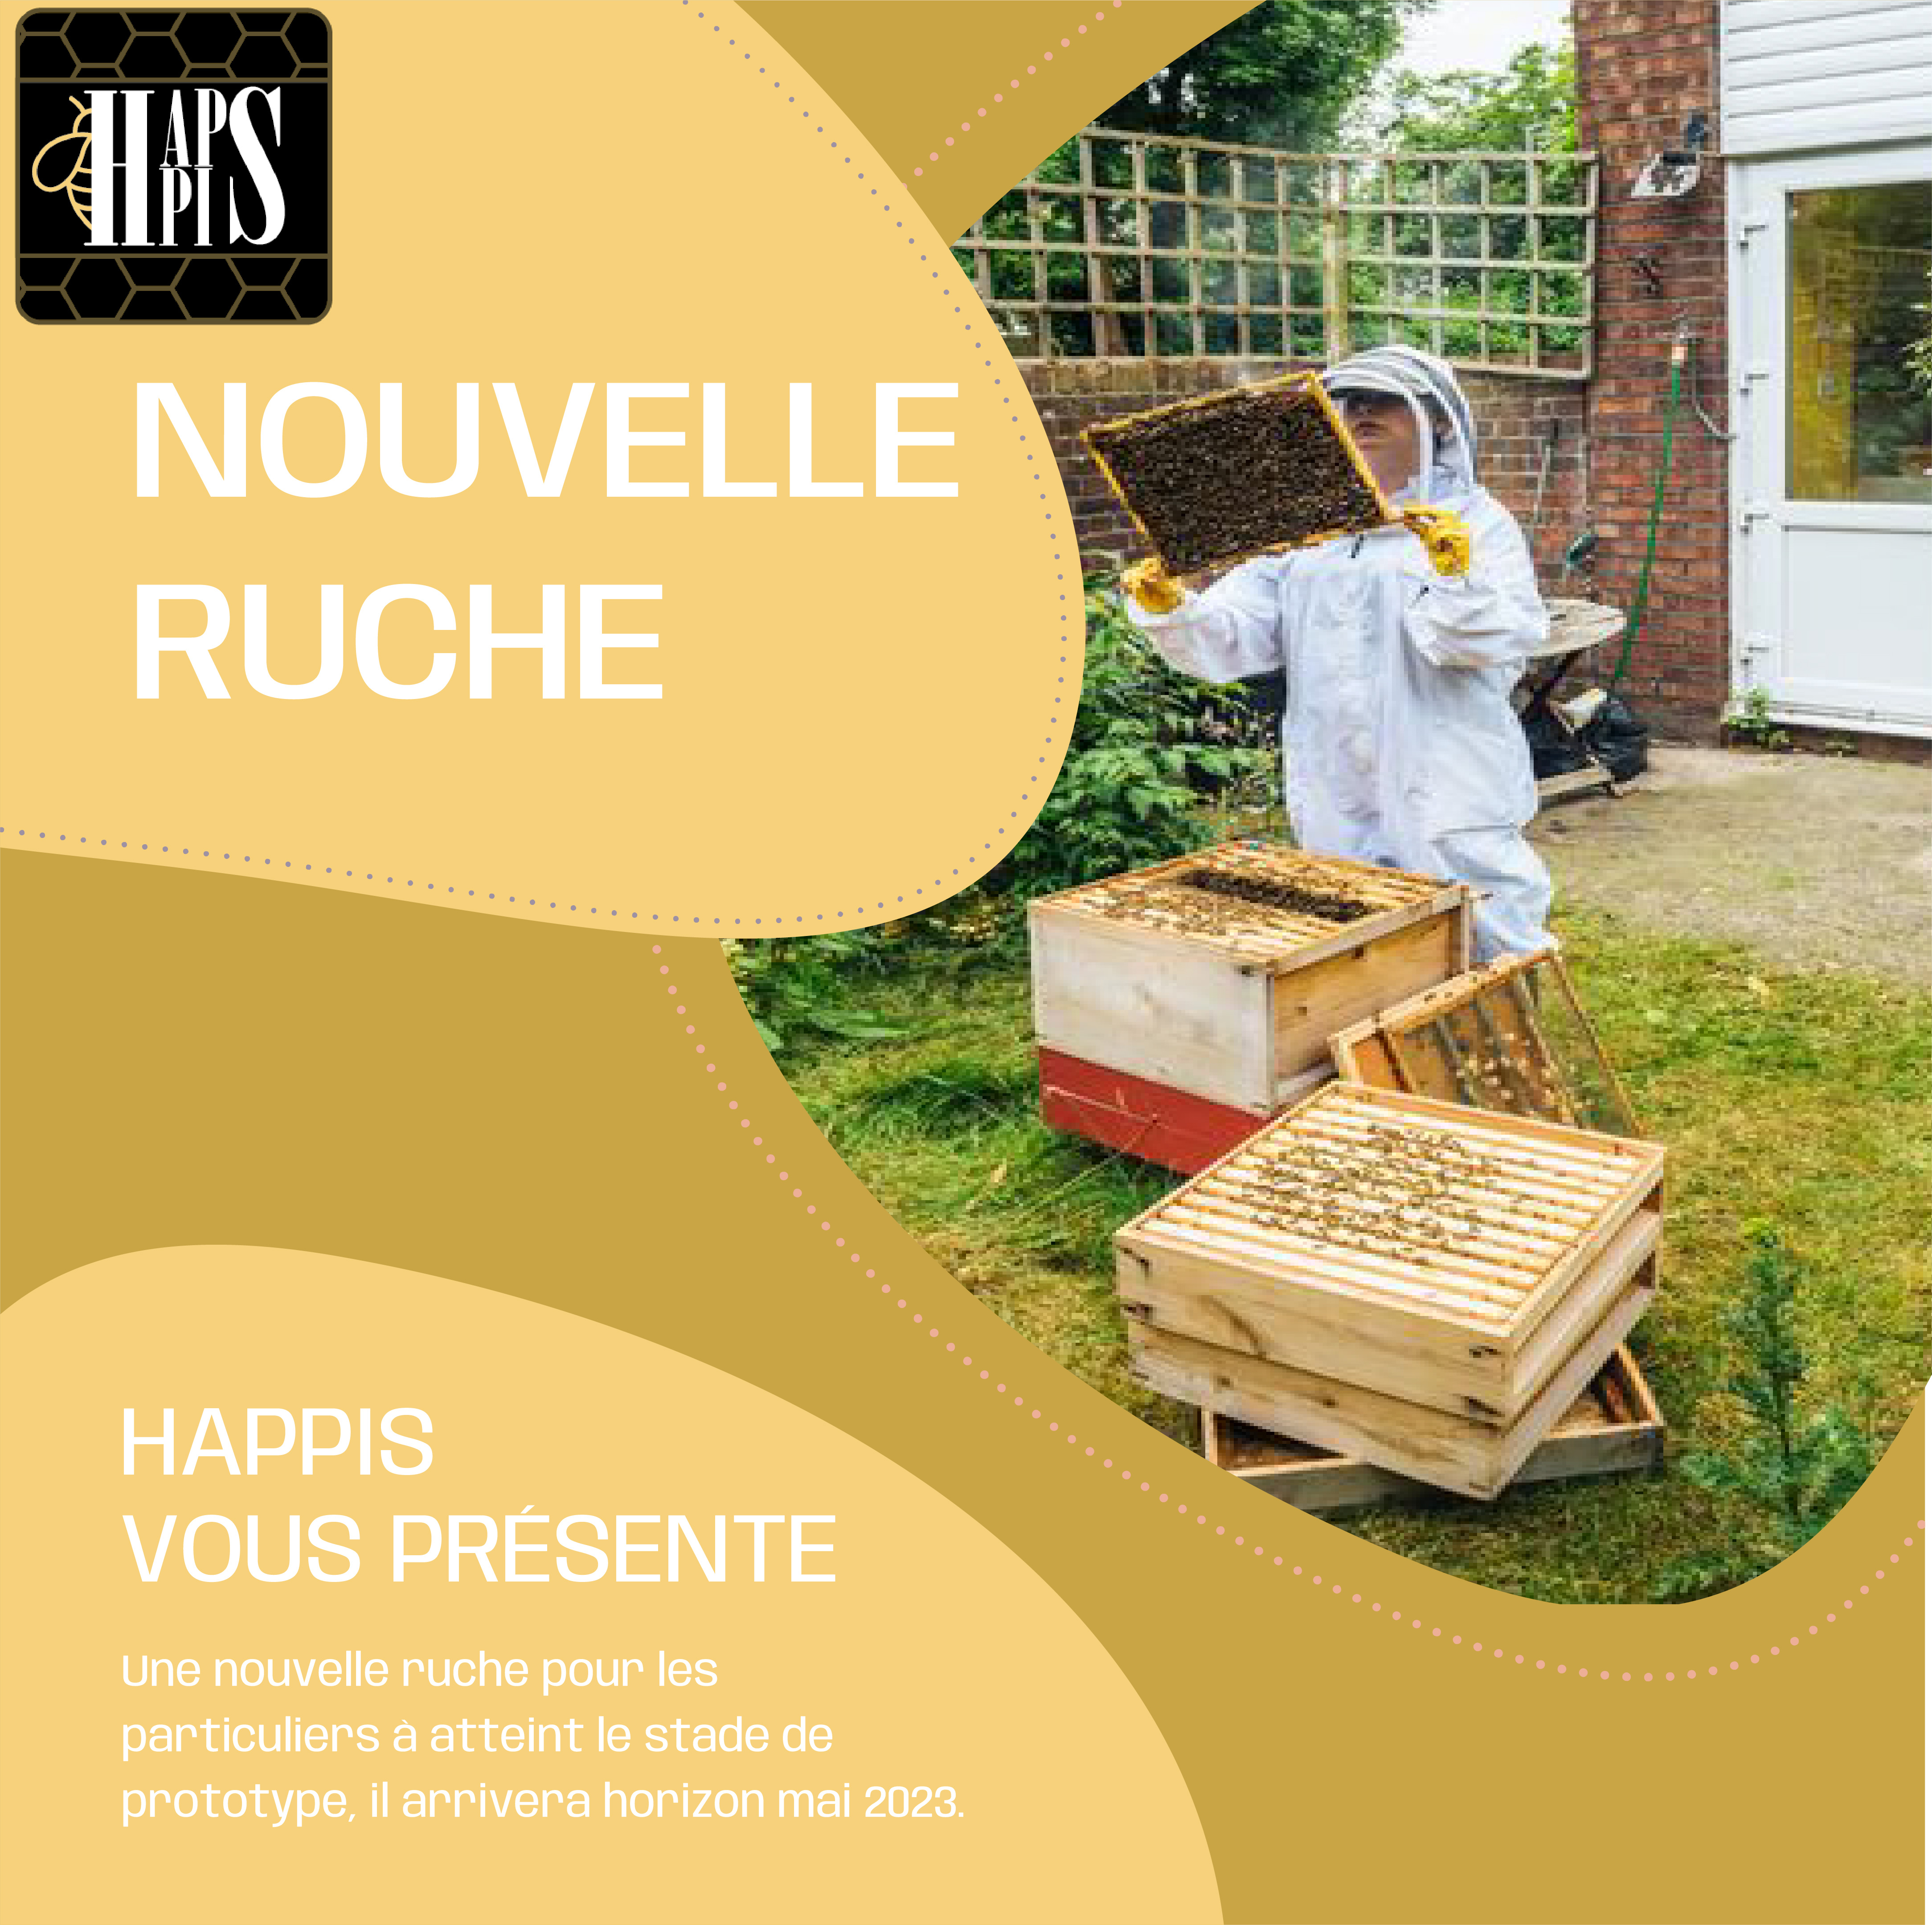 HAPPIS
NOUVELLE
RUCHE
HAPPIS
VOUS PRÉSENTE
Une nouvelle ruche pour les
particuliers à atteint le stade de
prototype, il arrivera horizon mai 2023.